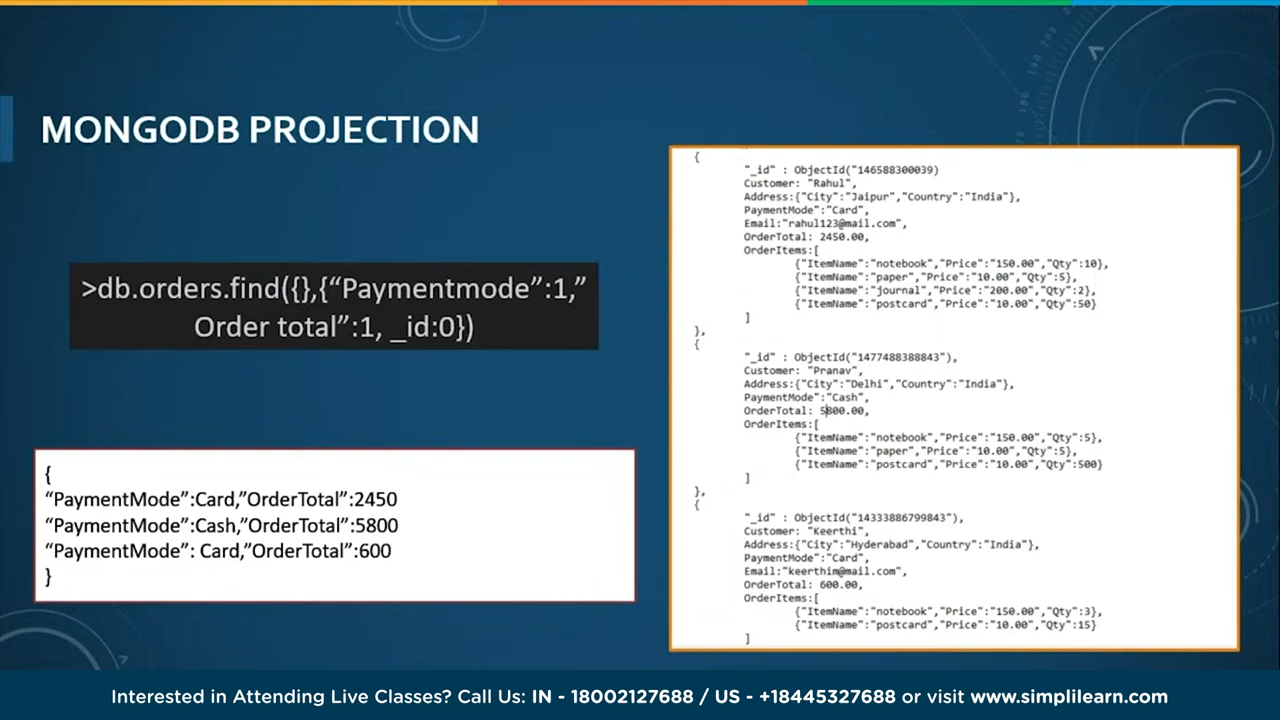 MONGODB PROJECTION
>db.orders.find({},{“Paymentmode”:1,”
Order total”:1, _id:0})
{
“PaymentMode”:Card,”OrderTotal”:2450
“PaymentMode”:Cash,”OrderTotal”:5800
“PaymentMode”: Card,”OrderTotal”:600
}
{
"_id" : ObjectId("146588300039)
Customer: "Rahul",
Address:{"City":"Jaipur","Country":"India"},
PaymentMode":"Card",
Email:"rahul123@mail.com",
OrderTotal: 2450.00,
OrderItems:[
{"ItemName":"notebook","Price":"150.00","Qty":10},
{"ItemName":"paper","Price":"10.00","Qty":5},
{"ItemName":"journal","Price":"200.00","Qty":2},
{"ItemName":"postcard","Price":"10.00","Qty":50}
]
},
{
"_id" : ObjectId("1477488388843"),
Customer: "Pranav",
Address:{"City":"Delhi","Country":"India"},
PaymentMode":"Cash",
OrderTotal: 5800.00,
OrderItems:[
{"ItemName":"notebook","Price":"150.00","Qty":5},
{"ItemName":"paper","Price":"10.00","Qty":5},
{"ItemName":"postcard","Price":"10.00","Qty":500}
]
},
{
"_id" : ObjectId("14333886799843"),
Customer: "Keerthi",
Address:{"City":"Hyderabad","Country":"India"},
PaymentMode":"Card",
Email:"keerthim@mail.com",
OrderTotal: 600.00,
OrderItems:[
{"ItemName":"notebook","Price":"150.00","Qty":3},
{"ItemName":"postcard","Price":"10.00","Qty":15}
]
Interested in Attending Live Classes? Call Us: IN - 18002127688 / US - +18445327688 or visit www.simplilearn.com